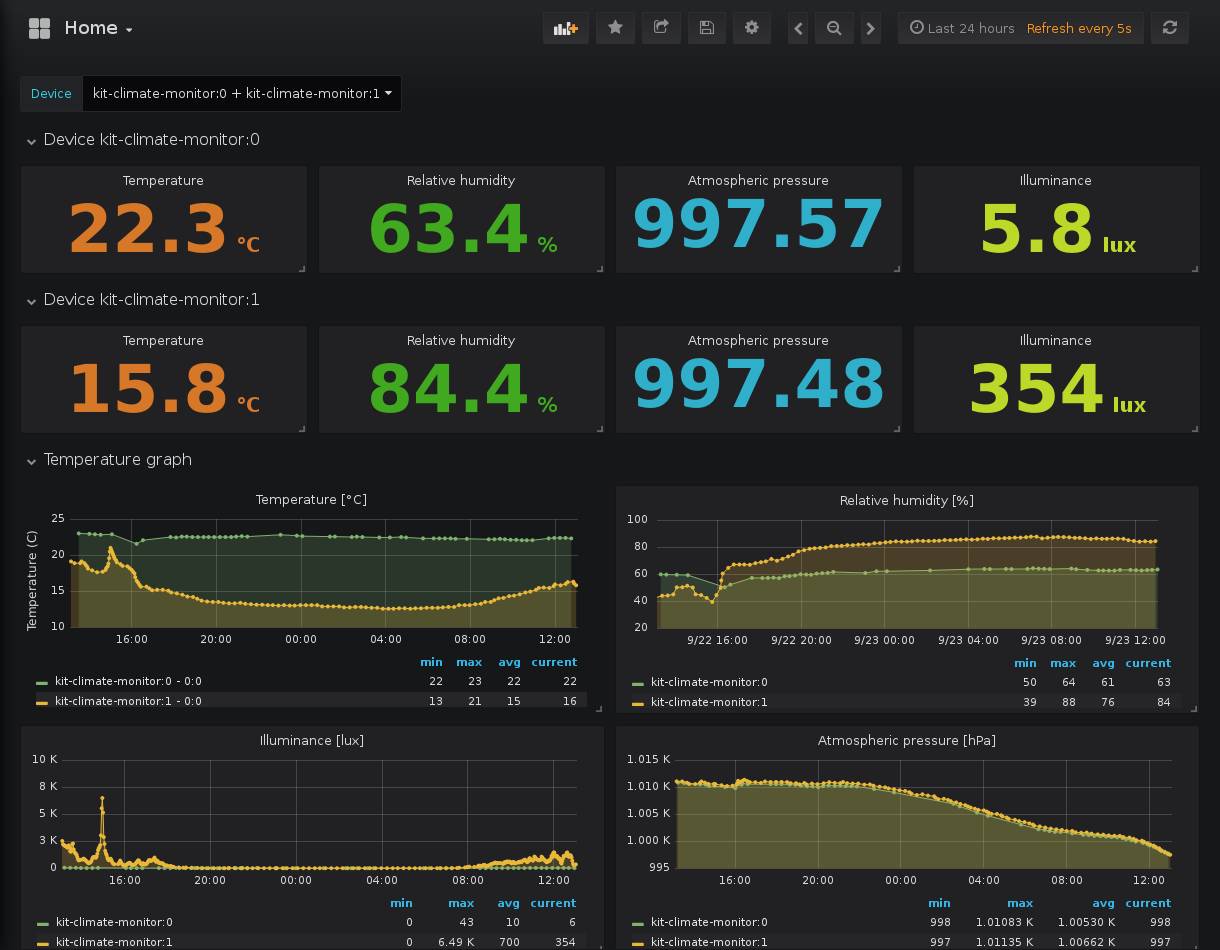 Home
Last 24 hours Refresh every 5s
Device kit-climate-monitor:0 + kit-climate-monitor:1
Device kit-climate-monitor:0
Temperature Relative humidity Atmospheric pressure Illuminance
22.3 °C 63.4 % 997.57 5.8 lux
Device kit-climate-monitor:1
Temperature Relative humidity Atmospheric pressure Illuminance
15.8 °C 84.4 % 997.48 354 lux
Temperature graph
Temperature [°C]
Temperature (C)
25
20
15
10
16:00 20:00 00:00 04:00 08:00 12:00
min max avg current
kit-climate-monitor:0 - 0:0 22 23 22 22
kit-climate-monitor:1 - 0:0 13 21 15 16
Relative humidity [%]
100
80
60
40
20
9/22 16:00 9/22 20:00 9/23 00:00 9/23 04:00 9/23 08:00 9/23 12:00
min max avg current
kit-climate-monitor:0 50 64 61 63
kit-climate-monitor:1 39 88 76 84
Illuminance [lux]
10 K
8 K
5 K
3 K
0
16:00 20:00 00:00 04:00 08:00 12:00
min max avg current
kit-climate-monitor:0 0 43 10 6
kit-climate-monitor:1 0 6.49 K 700 354
Atmospheric pressure [hPa]
1.015 K
1.010 K
1.005 K
1.000 K
995
16:00 20:00 00:00 04:00 08:00 12:00
min max avg current
kit-climate-monitor:0 998 1.01083 K 1.00530 K 998
kit-climate-monitor:1 997 1.01135 K 1.00662 K 997